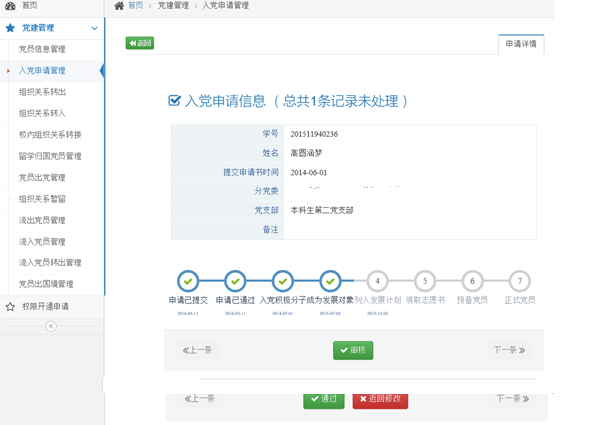 首页
首页 > 党建管理 > 入党申请管理
党建管理
党员信息管理
入党申请管理
组织关系转出
组织关系转入
校内组织关系转接
留学归国党员管理
党员出党管理
组织关系暂留
流出党员管理
流入党员管理
流入党员转出管理
党员出国境管理
权限开通申请
返回
申请详情
入党申请信息（总共1条记录未处理）
学号 201511940236
姓名 高圆涵梦
提交申请书时间 2014-06-01
分党委
党支部 本科生第二党支部
备注
4 5 6 7
申请已提交 申请已通过 入党积极分子 成为发展对象 列入发展计划 领取志愿书 预备党员 正式党员
上一条 审核 下一条
上一条 通过 返回修改 下一条